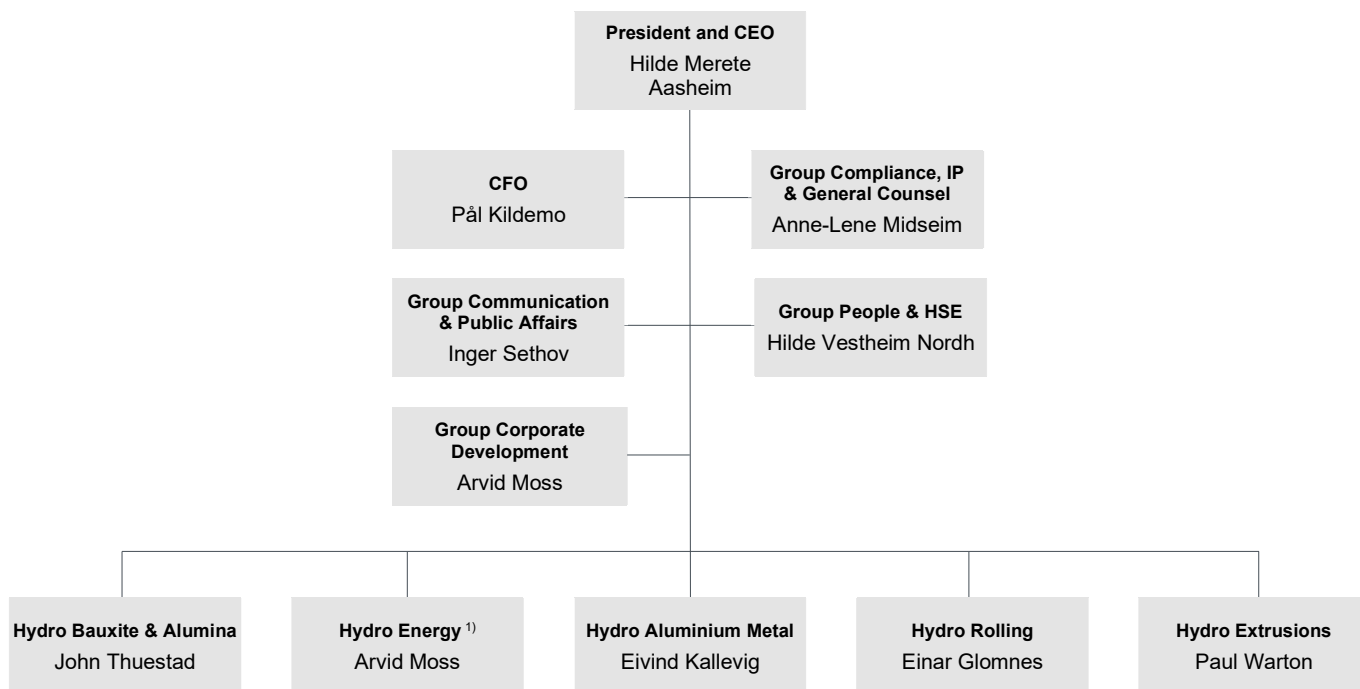 President and CEO
Hilde Merete
Aasheim
CFO
Pål Kildemo
Group Compliance, IP
& General Counsel
Anne-Lene Midseim
Group Communication
& Public Affairs
Inger Sethov
Group People & HSE
Hilde Vestheim Nordh
Group Corporate
Development
Arvid Moss
Hydro Bauxite & Alumina
John Thuestad
Hydro Energy 1)
Arvid Moss
Hydro Aluminium Metal
Eivind Kallevig
Hydro Rolling
Einar Glomnes
Hydro Extrusions
Paul Warton